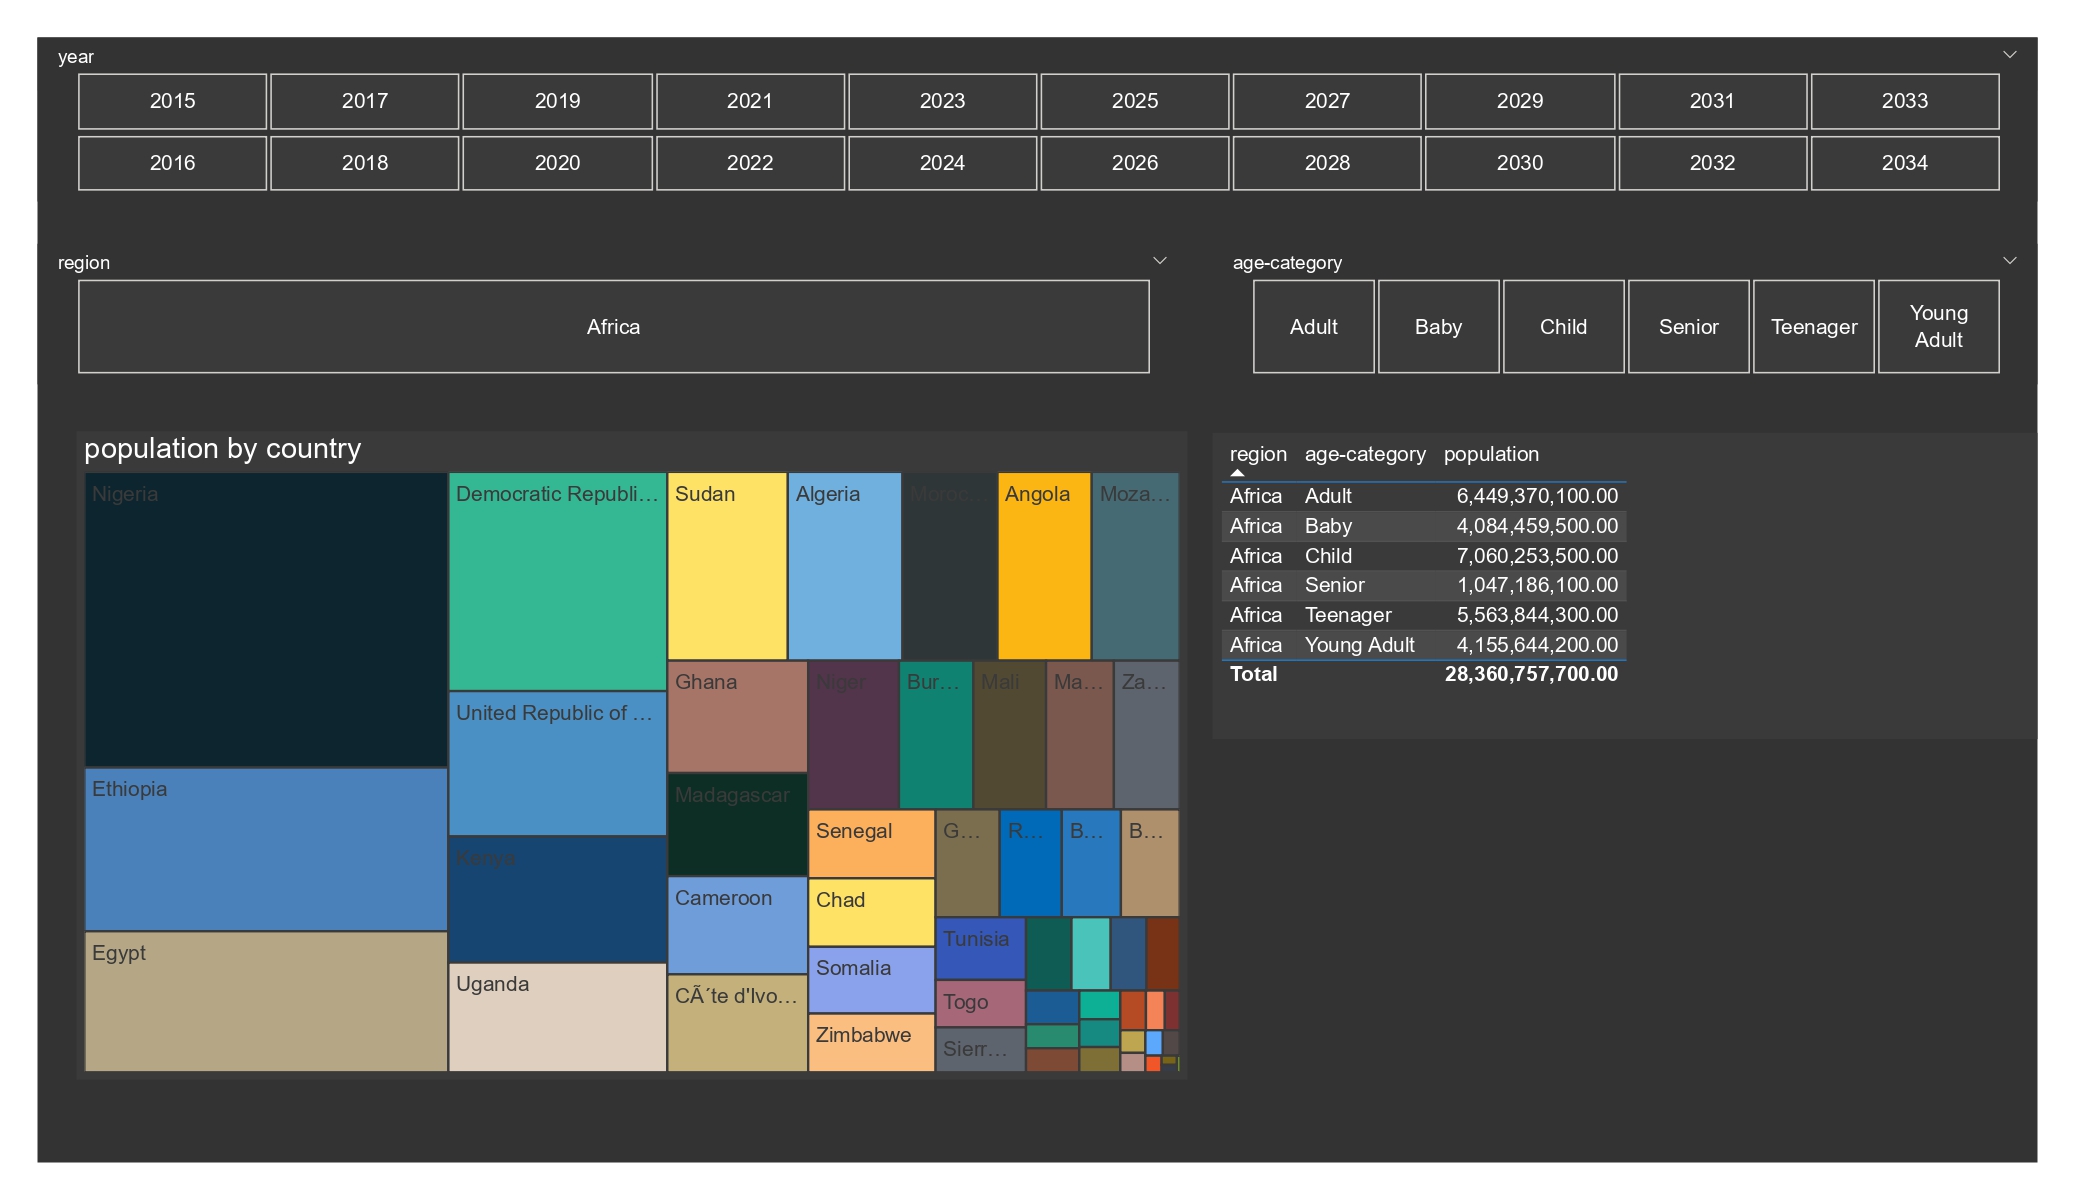 year
2015 2017 2019 2021 2023 2025 2027 2029 2031 2033
2016 2018 2020 2022 2024 2026 2028 2030 2032 2034
region
Africa
age-category
Adult Baby Child Senior Teenager Young Adult
population by country
Nigeria
Ethiopia
Egypt
Democratic Republi…
United Republic of …
Kenya
Uganda
Sudan
Algeria
Moroc…
Angola
Moza…
Ghana
Madagascar
Cameroon
CÃ´te d'Ivo…
Niger
Bur…
Mali
Ma…
Za…
Senegal
Chad
Somalia
Zimbabwe
G…
R…
B…
B…
Tunisia
Togo
Sierr…
region age-category population
Africa Adult 6,449,370,100.00
Africa Baby 4,084,459,500.00
Africa Child 7,060,253,500.00
Africa Senior 1,047,186,100.00
Africa Teenager 5,563,844,300.00
Africa Young Adult 4,155,644,200.00
Total 28,360,757,700.00